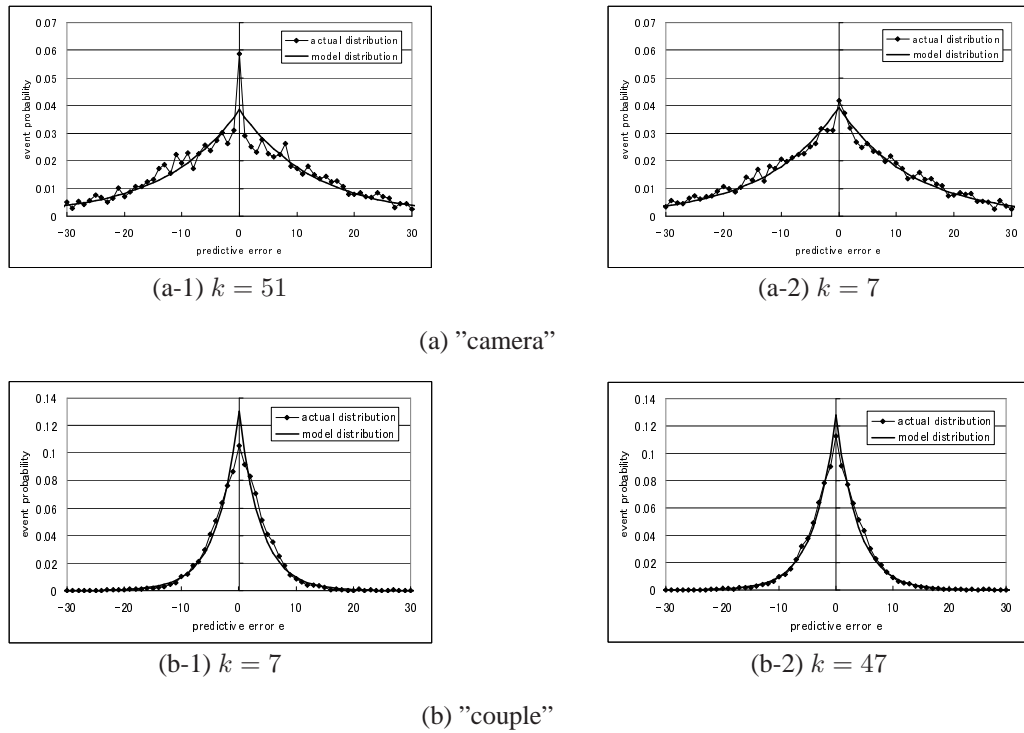 0.07
0.06
0.05
0.04
0.03
0.02
0.01
0
event probability
actual distribution
model distribution
−30 −20 −10 0 10 20 30
predictive error e
(a-1) k = 51
0.07
0.06
0.05
0.04
0.03
0.02
0.01
0
event probability
actual distribution
model distribution
−30 −20 −10 0 10 20 30
predictive error e
(a-2) k = 7
(a) ”camera”
0.14
0.12
0.1
0.08
0.06
0.04
0.02
0
event probability
actual distribution
model distribution
−30 −20 −10 0 10 20 30
predictive error e
(b-1) k = 7
0.14
0.12
0.1
0.08
0.06
0.04
0.02
0
event probability
actual distribution
model distribution
−30 −20 −10 0 10 20 30
predictive error e
(b-2) k = 47
(b) ”couple”